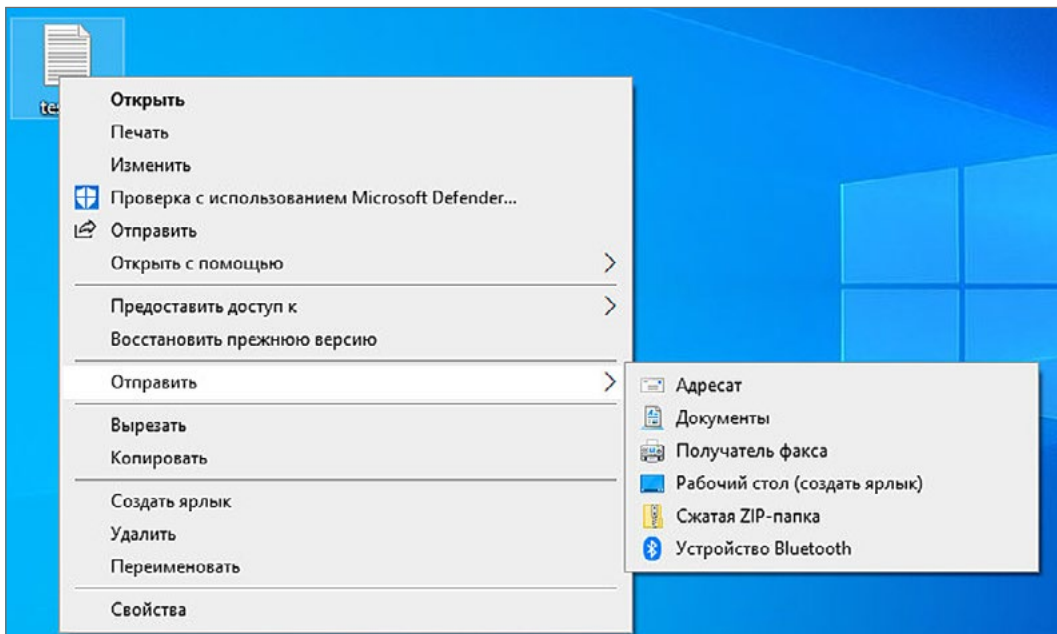 Открыть
Печать
Изменить
Проверка с использованием Microsoft Defender...
Отправить
Открыть с помощью
Предоставить доступ к
Восстановить прежнюю версию
Отправить
Вырезать
Копировать
Создать ярлык
Удалить
Переименовать
Свойства
Адресат
Документы
Получатель факса
Рабочий стол (создать ярлык)
Сжатая ZIP-папка
Устройство Bluetooth